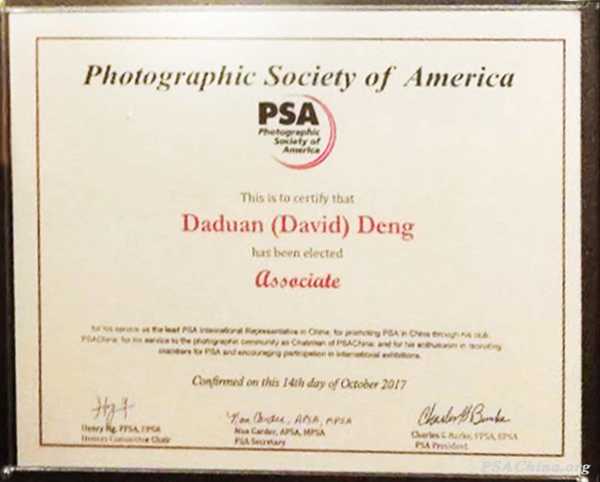 Photographic Society of America
PSA
Photographic
Society of
America
This is to certify that
Daduan (David) Deng
has been elected
Associate
for his service as the lead PSA International Representative in China; for promoting PSA in China through his club,
PSAChina; for his service to the photographic community as Chairman of PSAChina; and for his enthusiasm in recruiting
members for PSA and encouraging participation in international exhibitions.
Confirmed on this 14th day of October 2017
Nan Carder, APSA, MPSA
Henry Ng, FPSA, EPSA
Honors Committee Chair
Nan Carder, APSA, MPSA
PSA Secretary
Charles G Burke, FPSA, EPSA
PSA President
PSAChina.org